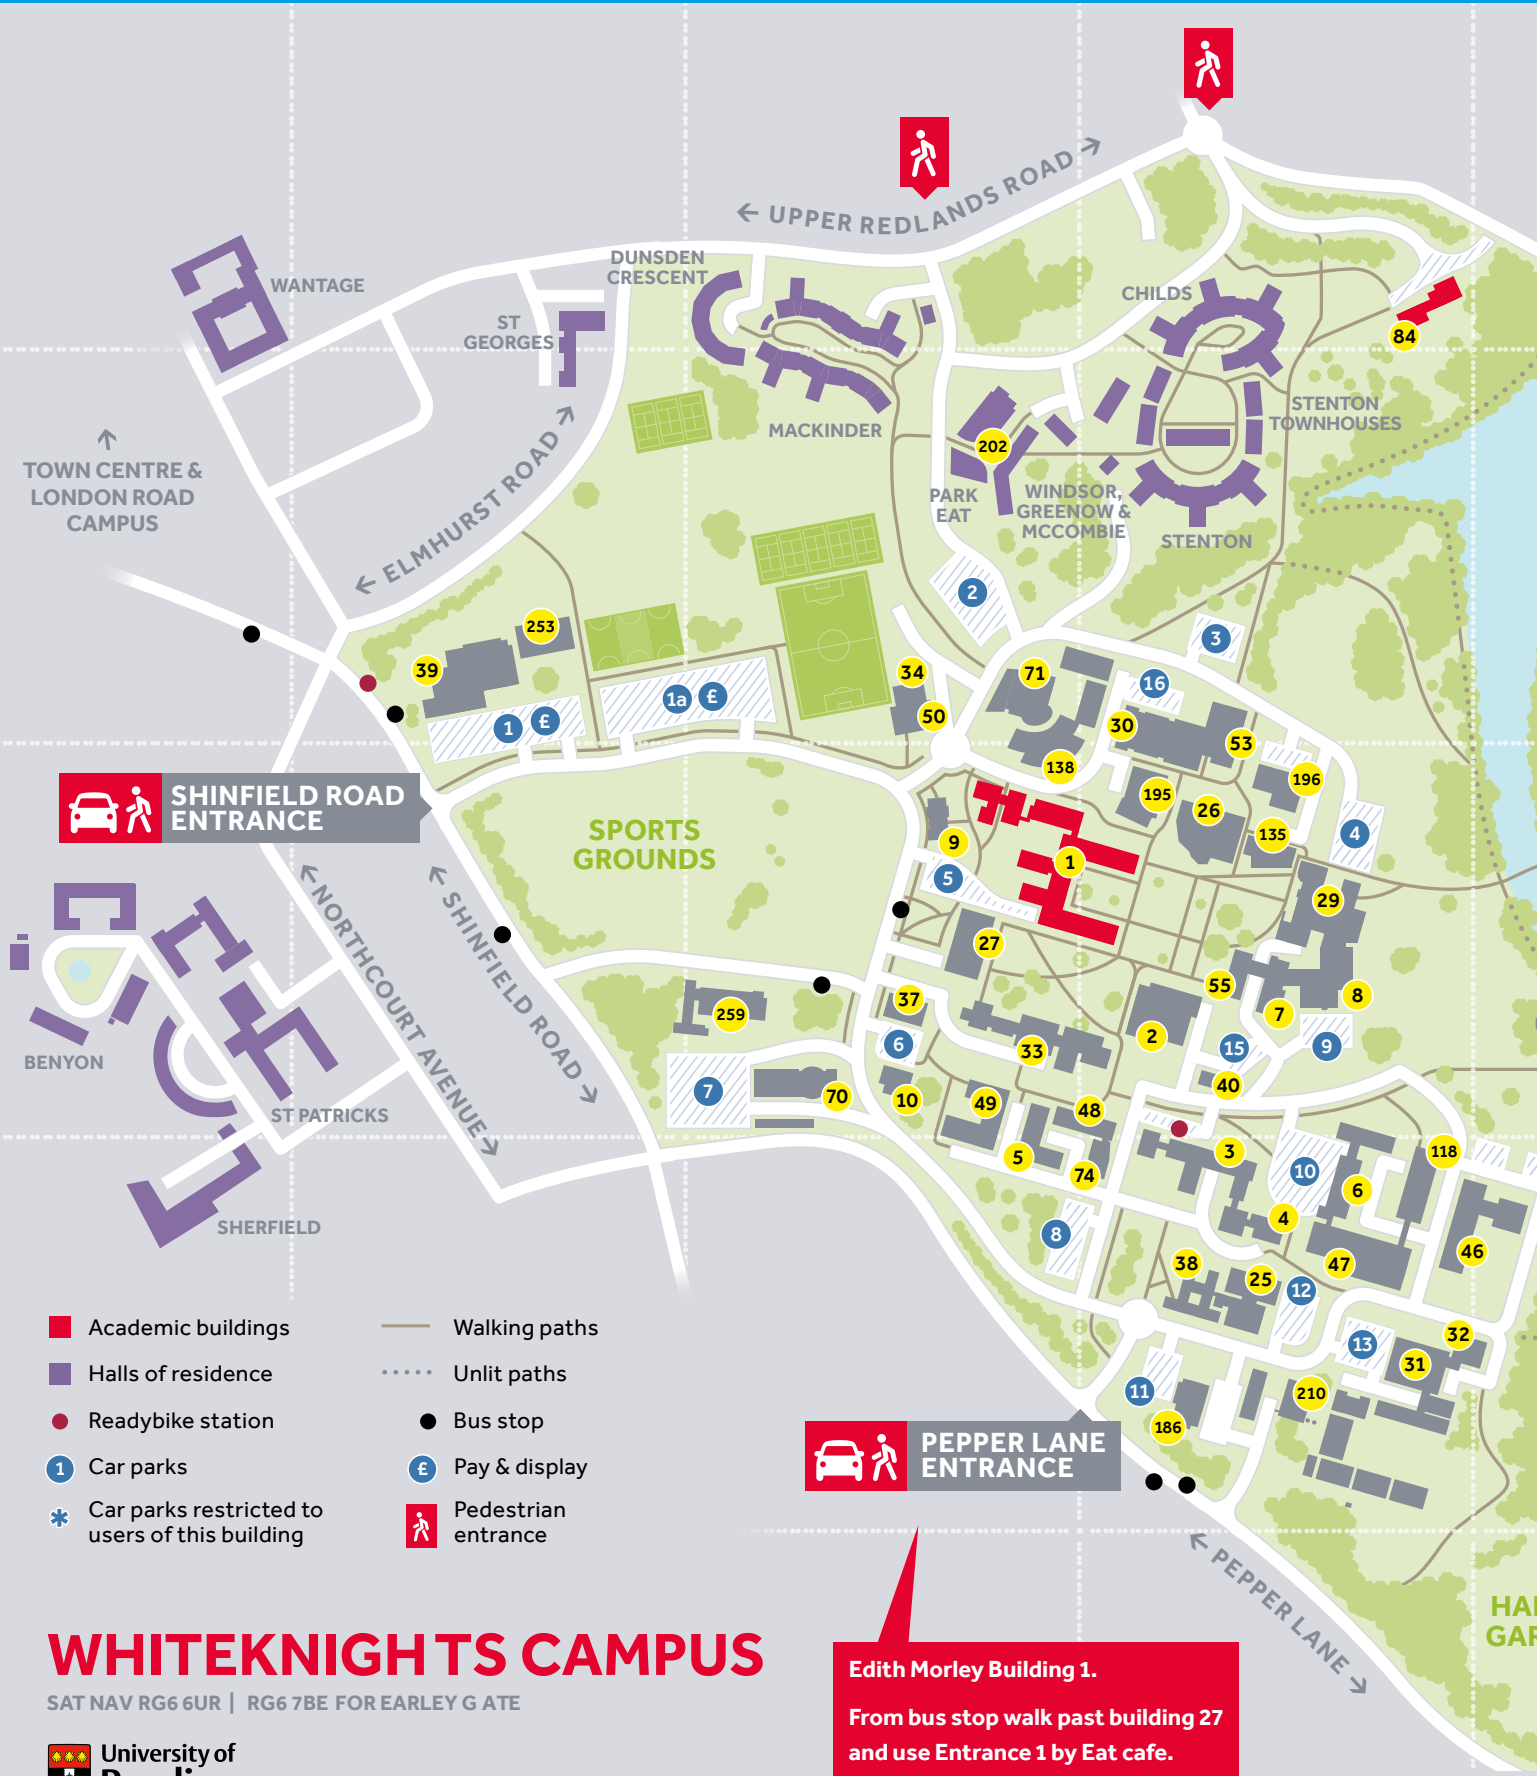 UPPER REDLANDS ROAD
DUNSDEN
CRESCENT
WANTAGE
ST
GEORGES
CHILDS
84
MACKINDER
STENTON
TOWNHOUSES
202
TOWN CENTRE &
LONDON ROAD
CAMPUS
ELMHURST ROAD
PARK
EAT
WINDSOR,
GREENOW &
MCCOMBIE
STENTON
2
253
3
39
34
71
16
1a £
1 £
50
30
53
138
196
SHINFIELD ROAD
ENTRANCE
195
26
SPORTS
GROUNDS
9
135
4
1
5
29
NORTHCOURT AVENUE
SHINFIELD ROAD
27
55
8
37
259
7
2
6
33
15
9
BENYON
40
7
70
10
49
48
ST PATRICKS
5
3
118
74
10
6
SHERFIELD
4
8
46
38
25
47
12
32
13
31
11
210
186
PEPPER LANE
ENTRANCE
Academic buildings
Walking paths
Halls of residence
Unlit paths
Readybike station
Bus stop
1 Car parks
£ Pay & display
* Car parks restricted to
users of this building
Pedestrian
entrance
PEPPER LANE
HAR
GAR
WHITEKNIGHTS CAMPUS
SAT NAV RG6 6UR | RG6 7BE FOR EARLEY G ATE
Edith Morley Building 1.
From bus stop walk past building 27
and use Entrance 1 by Eat cafe.
University of